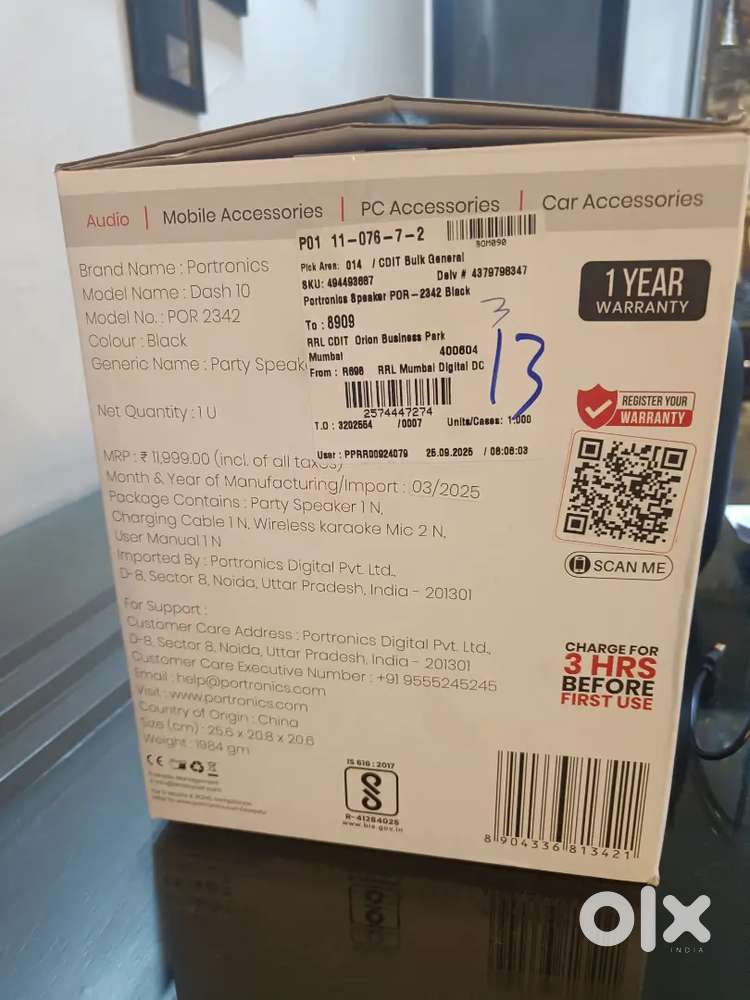 Audio | Mobile Accessories | PC Accessories | Car Accessories
P01 11-076-7-2
BOM090
Pick Area: 014 / CDIT Bulk General
SKU: 494493687 Delv # 4379798347
Portronics Speaker POR-2342 Black
To : 8909
RRL CDIT Orion Business Park
Mumbai 400604
From : R696 RRL Mumbai Digital DC
2574447274
T.O : 3202554 /0007 Units/Cases: 1.000
User : PPRR00924079 25.09.2025 / 08:06:03
3
13
Brand Name : Portronics
Model Name : Dash 10
Model No. : POR 2342
Colour : Black
Generic Name : Party Speak
Net Quantity : 1 U
MRP : ₹ 11,999.00 (incl. of all taxes)
Month & Year of Manufacturing/Import : 03/2025
Package Contains : Party Speaker 1 N,
Charging Cable 1 N, Wireless karaoke Mic 2 N,
User Manual 1 N
Imported By : Portronics Digital Pvt. Ltd.,
D-8, Sector 8, Noida, Uttar Pradesh, India - 201301
For Support :
Customer Care Address : Portronics Digital Pvt. Ltd.,
D-8, Sector 8, Noida, Uttar Pradesh, India - 201301
Customer Care Executive Number : +91 9555245245
Email : help@portronics.com
Visit : www.portronics.com
Country of Origin : China
Size (cm) : 25.6 x 20.8 x 20.6
Weight : 1984 gm
CE
1 YEAR
WARRANTY
REGISTER YOUR
WARRANTY
SCAN ME
CHARGE FOR
3 HRS
BEFORE
FIRST USE
IS 616 : 2017
R-41284025
www.bis.gov.in
8 904336 813421
olx
INDIA